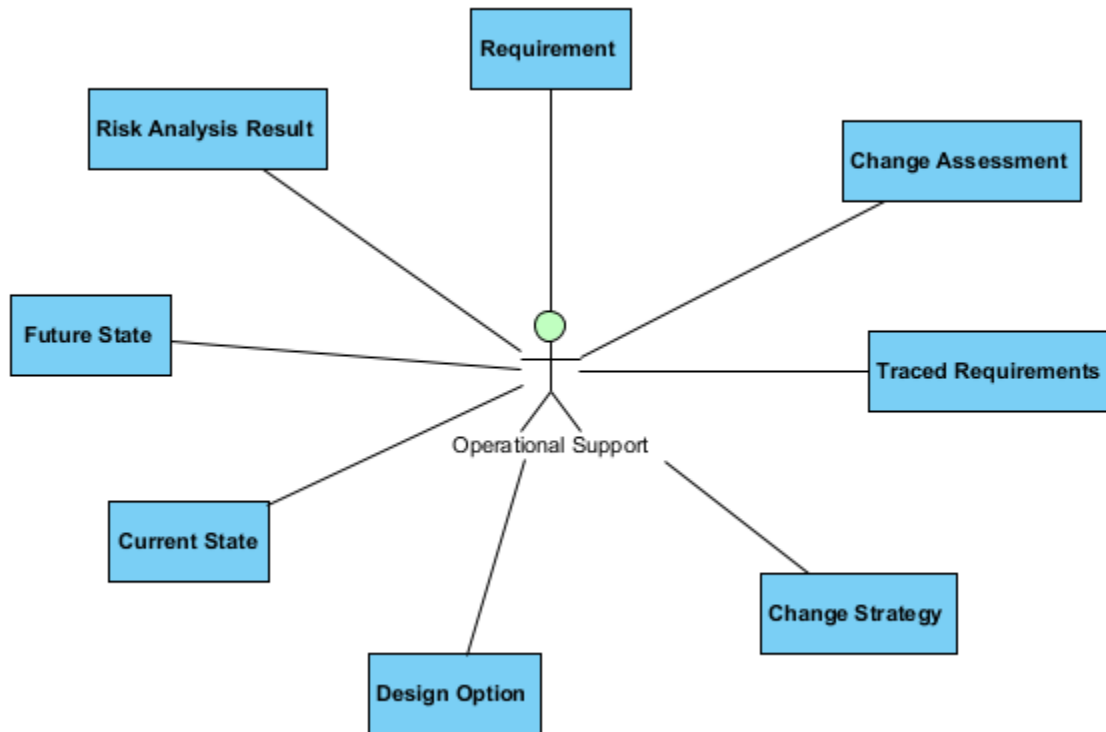 Requirement
Risk Analysis Result
Change Assessment
Future State
Traced Requirements
Operational Support
Current State
Change Strategy
Design Option